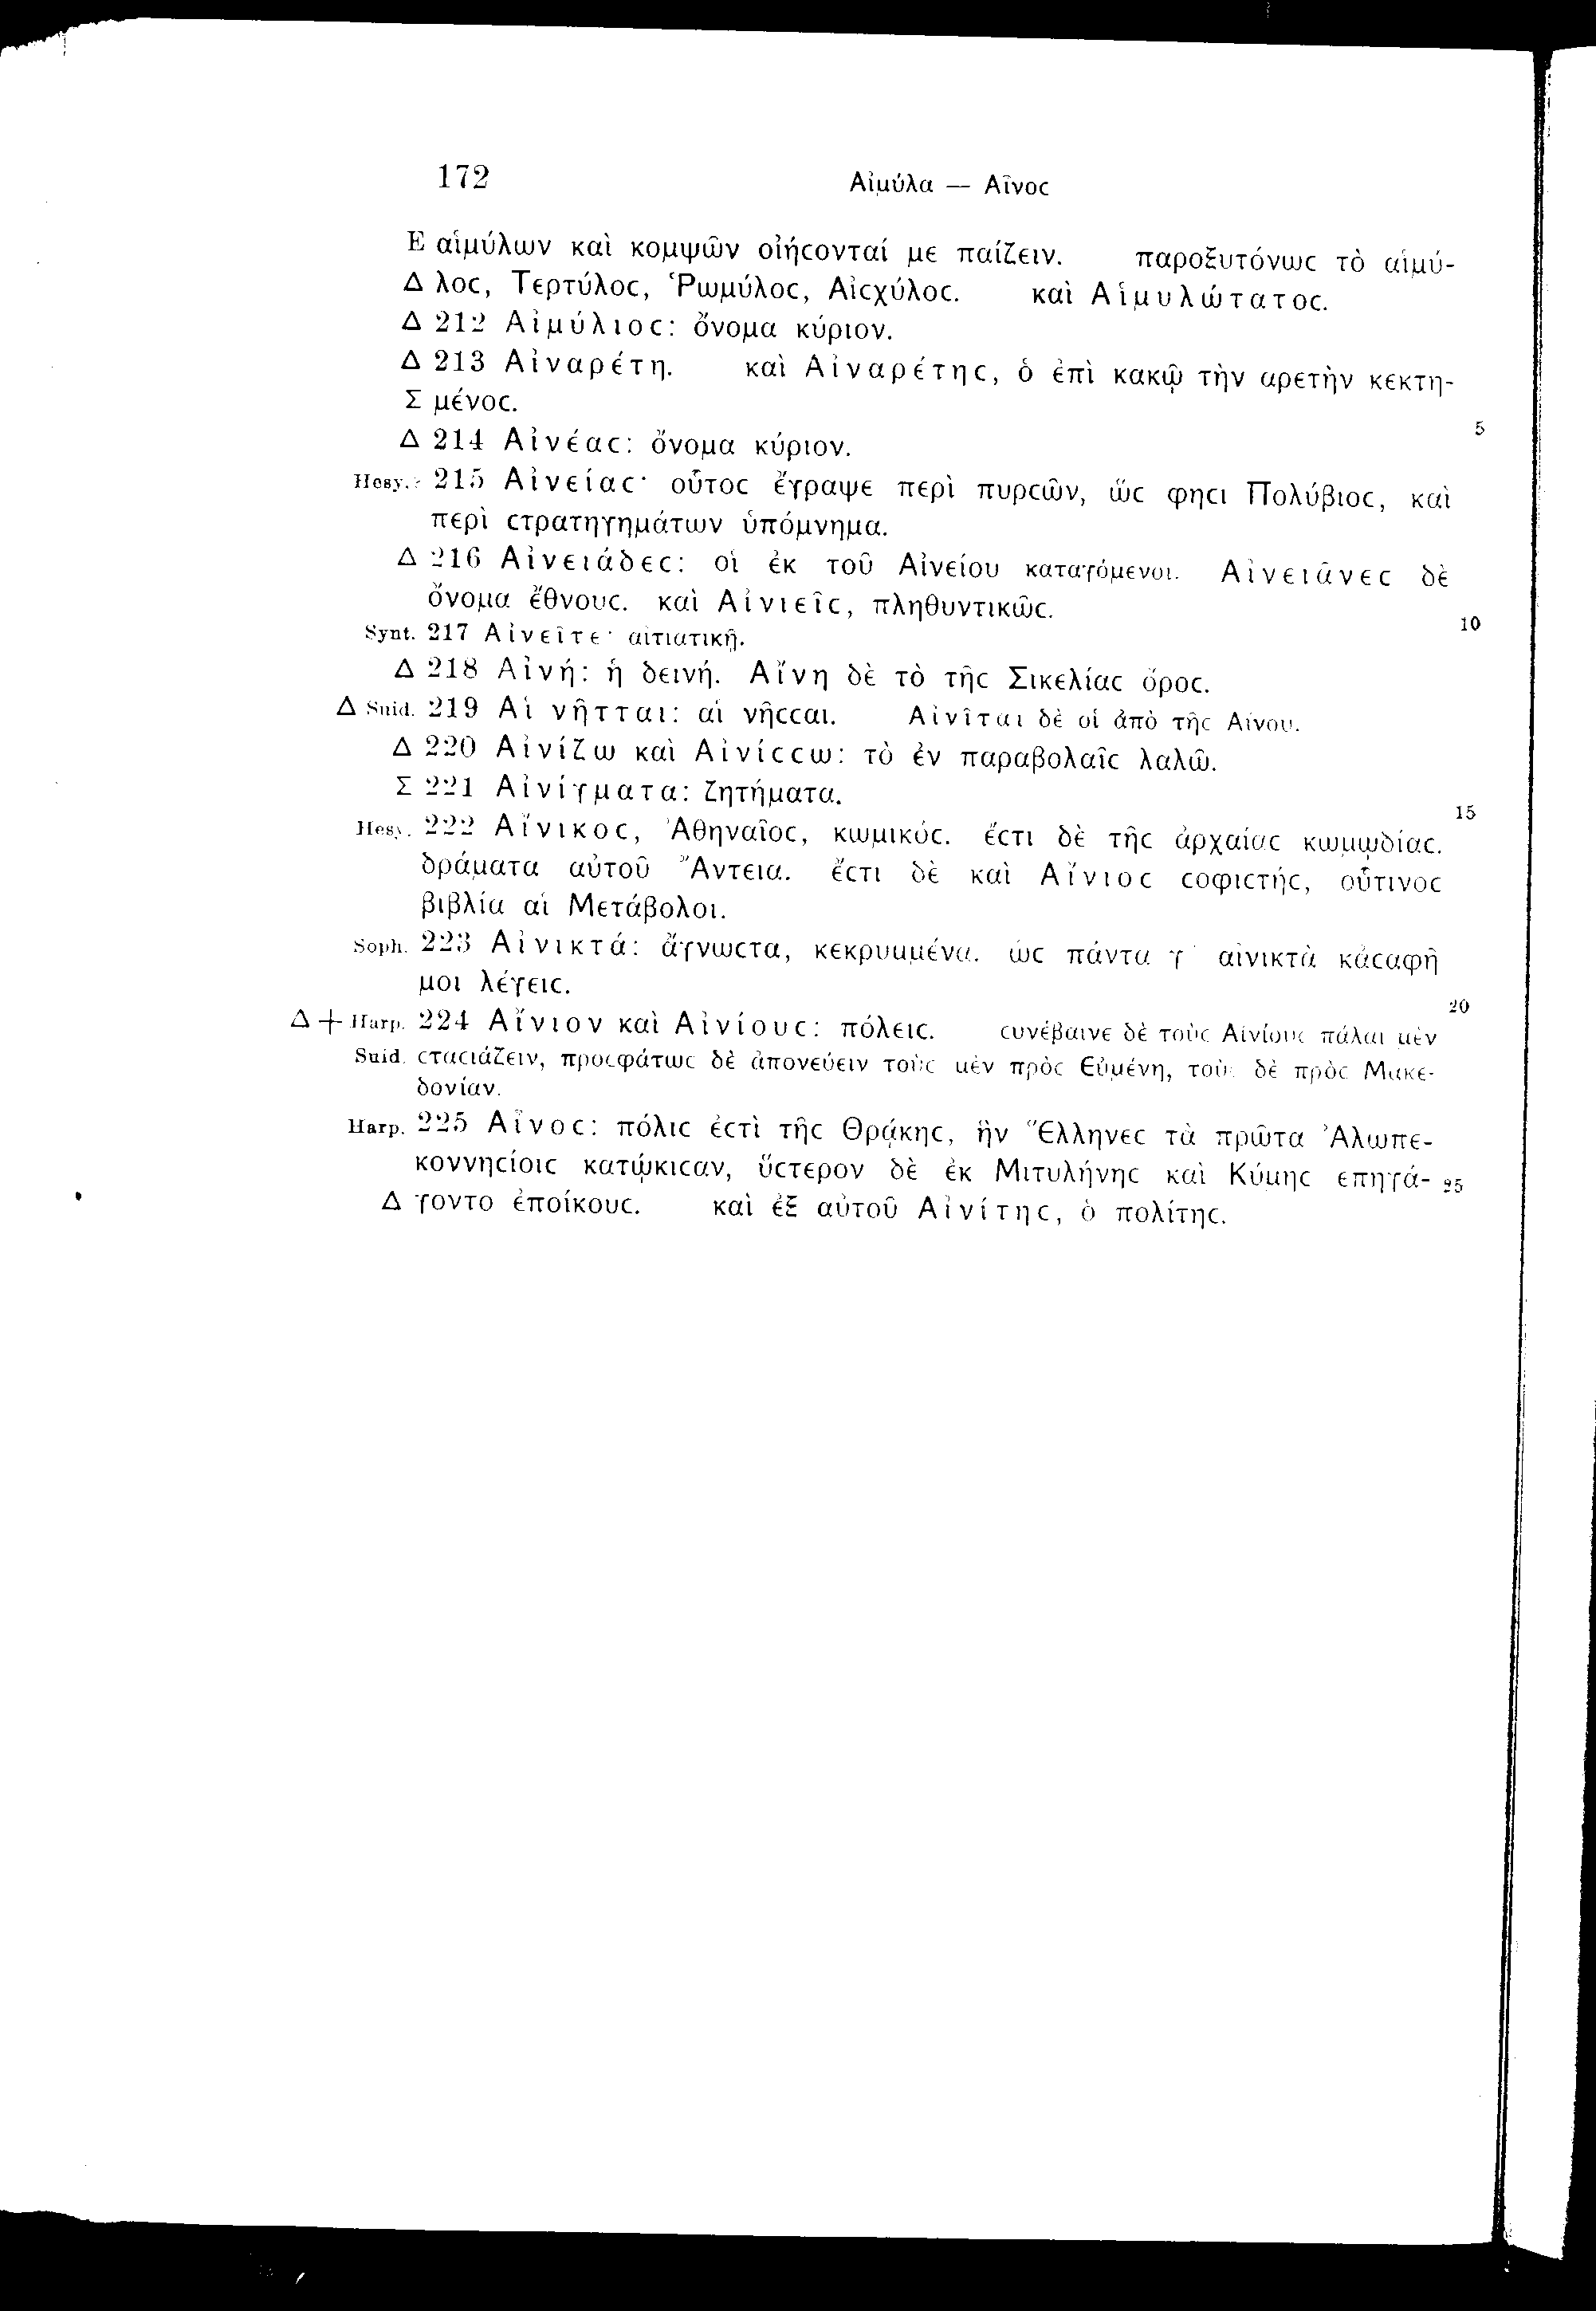 172 Αἰμύλα — Αἶνοϲ
Ε αἱμύλων καὶ κομψῶν οἰήϲονταί με παίζειν. παροξυτόνωϲ τὸ αἱμύ-
Δ λοϲ, Τερτύλοϲ, Ῥωμύλοϲ, Αἰϲχύλοϲ. καὶ Αἱμυλώτατοϲ.
Δ 212 Αἰμύλιοϲ: ὄνομα κύριον.
Δ 213 Αἰναρέτη. καὶ Αἰναρέτηϲ, ὁ ἐπὶ κακῷ τὴν αρετὴν κεκτη-
Σ μένοϲ.
Δ 214 Αἰνέαϲ: ὄνομα κύριον. 5
Hesy. 215 Αἰνείαϲ· οὗτοϲ ἔγραψε περὶ πυρϲῶν, ὥϲ φηϲι Πολύβιοϲ, καὶ
περὶ ϲτρατηγημάτων ὑπόμνημα.
Δ 216 Αἰνειάδεϲ: οἱ ἐκ τοῦ Αἰνείου καταγόμενοι. Αἰνειᾶνεϲ δὲ
ὄνομα ἔθνουϲ. καὶ Αἰνιεῖϲ, πληθυντικῶϲ.
Synt. 217 Αἰνεῖτε· αἰτιατικῇ. 10
Δ 218 Αἰνή: ἡ δεινή. Αἴνη δὲ τὸ τῆϲ Σικελίαϲ ὄροϲ.
Δ Suid. 219 Αἱ νῆτται: αἱ νῆϲϲαι. Αἰνῖται δὲ οἱ ἀπὸ τῆϲ Αἴνου.
Δ 220 Αἰνίζω καὶ Αἰνίϲϲω: τὸ ἐν παραβολαῖϲ λαλῶ.
Σ 221 Αἰνίγματα: ζητήματα.
Hesy. 222 Αἴνικοϲ, Ἀθηναῖοϲ, κωμικόϲ. ἔϲτι δὲ τῆϲ ἀρχαίαϲ κωμῳδίαϲ. 15
δράματα αὐτοῦ Ἄντεια. ἔϲτι δὲ καὶ Αἴνιοϲ ϲοφιϲτήϲ, οὗτινοϲ
βιβλία αἱ Μετάβολοι.
Soph. 223 Αἰνικτά: ἄγνωϲτα, κεκρυμμένα. ὡϲ πάντα γ᾽ αἰνικτὰ κἀϲαφῆ
μοι λέγειϲ.
Δ + Harp. 224 Αἴνιον καὶ Αἰνίουϲ: πόλειϲ. ϲυνέβαινε δὲ τοὺϲ Αἰνίουϲ πάλαι μὲν 20
Suid. ϲταϲιάζειν, προϲφάτωϲ δὲ ἀπονεύειν τοὺϲ μὲν πρὸϲ Εὐμένη, τοὺϲ δὲ πρὸϲ Μακε-
δονίαν.
Harp. 225 Αἶνοϲ: πόλιϲ ἐϲτὶ τῆϲ Θρᾴκηϲ, ἣν Ἕλληνεϲ τὰ πρῶτα Ἀλωπε-
κοννηϲίοιϲ κατῴκιϲαν, ὕϲτερον δὲ ἐκ Μιτυλήνηϲ καὶ Κύμηϲ επηγά- 25
Δ γοντο ἐποίκουϲ. καὶ ἐξ αὐτοῦ Αἰνίτηϲ, ὁ πολίτηϲ.